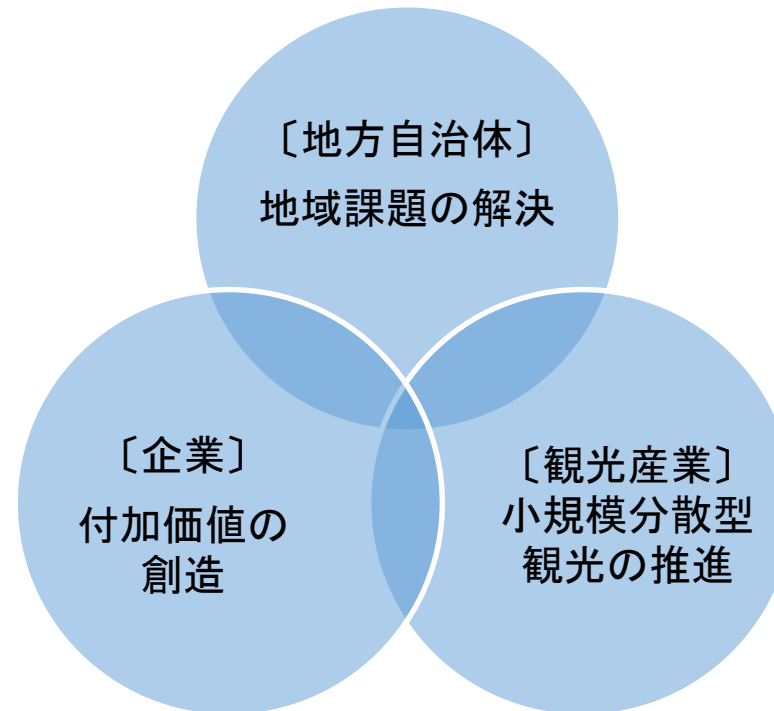 〔地方自治体〕
地域課題の解決
〔企業〕
付加価値の
創造
〔観光産業〕
小規模分散型
観光の推進